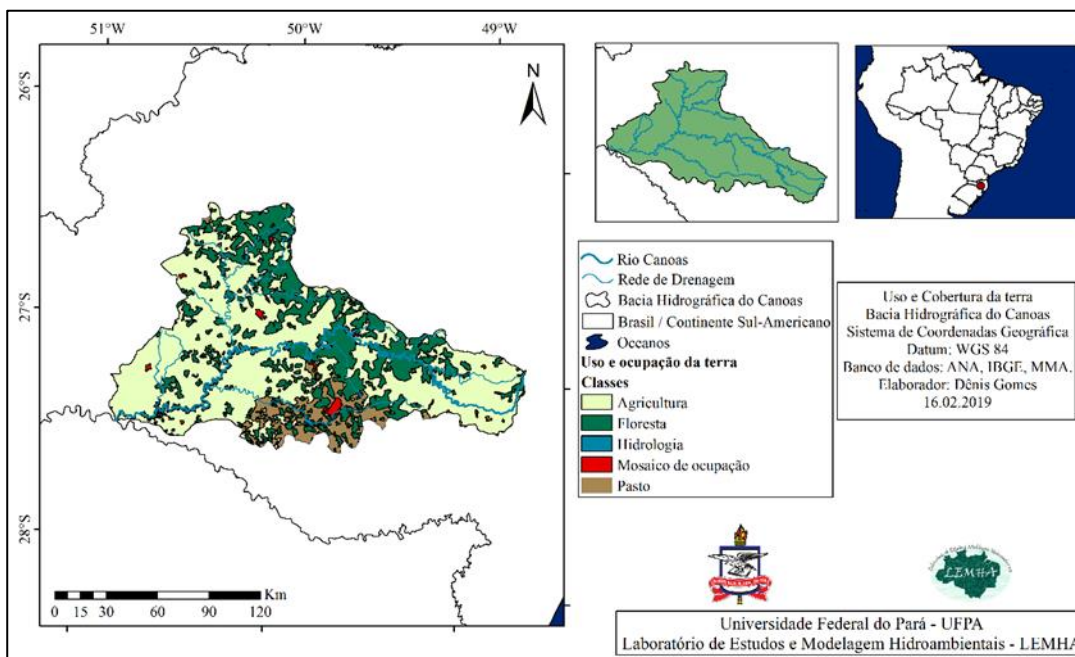 51°W
50°W
49°W
26°S
27°S
28°S
N
0 15 30 60 90 120 Km
Rio Canoas
Rede de Drenagem
Bacia Hidrográfica do Canoas
Brasil / Continente Sul-Americano
Oceanos
Uso e ocupação da terra
Classes
Agricultura
Floresta
Hidrologia
Mosaico de ocupação
Pasto
Uso e Cobertura da terra
Bacia Hidrográfica do Canoas
Sistema de Coordenadas Geográfica
Datum: WGS 84
Banco de dados: ANA, IBGE, MMA.
Elaborador: Dênis Gomes
16.02.2019
LEMHA
Universidade Federal do Pará - UFPA
Laboratório de Estudos e Modelagem Hidroambientais - LEMHA